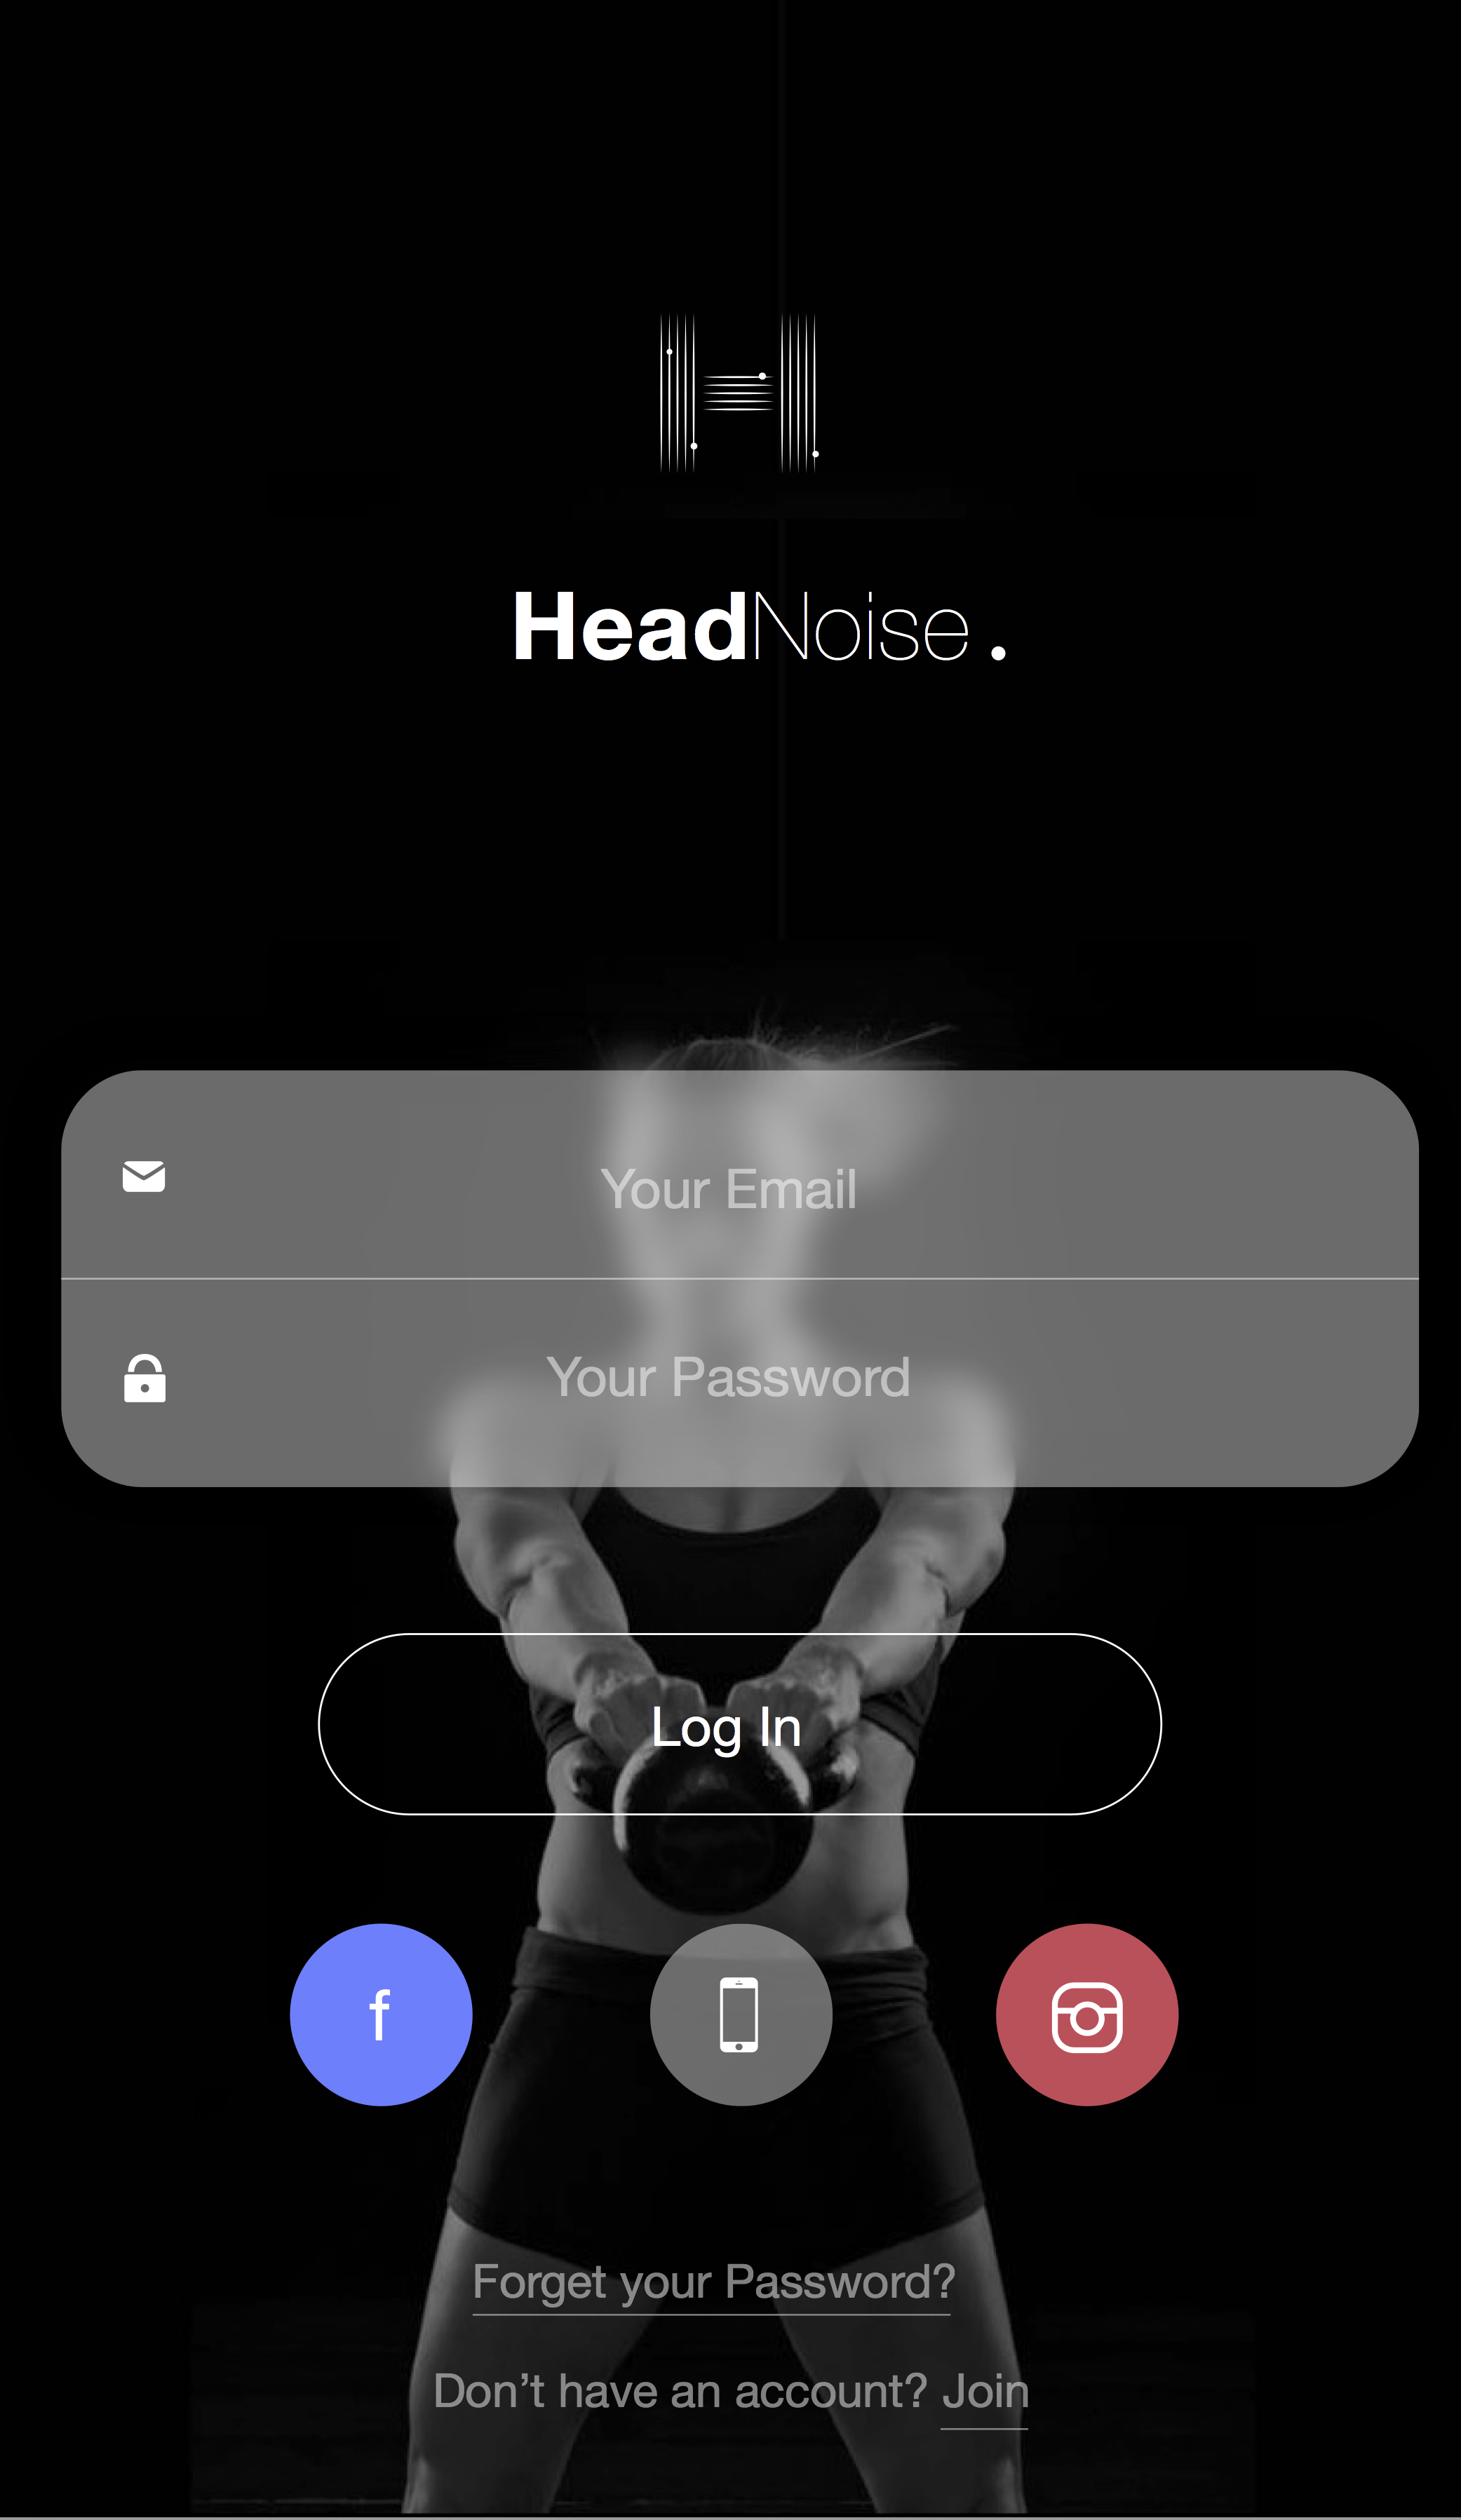 HeadNoise.
Your Email
Your Password
Log In
f
Forget your Password?
Don’t have an account? Join